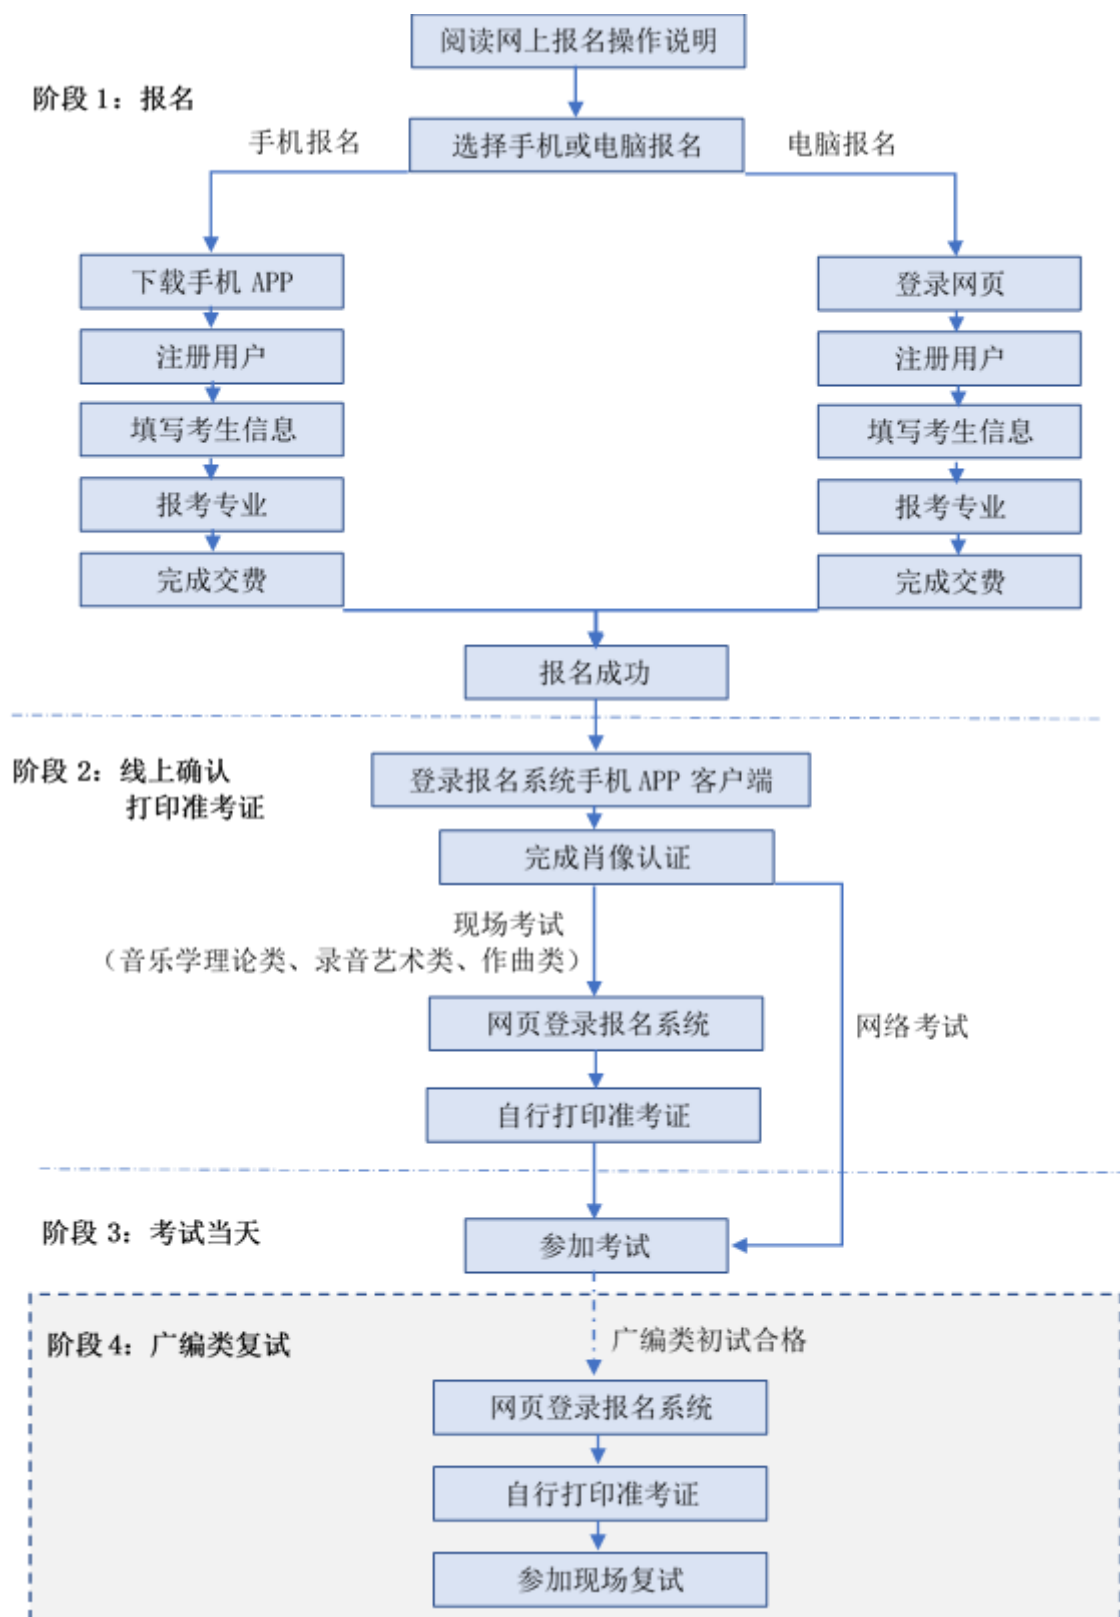 阅读网上报名操作说明
阶段 1：报名
手机报名
选择手机或电脑报名
电脑报名
下载手机 APP
注册用户
填写考生信息
报考专业
完成交费
登录网页
注册用户
填写考生信息
报考专业
完成交费
报名成功
阶段 2：线上确认
打印准考证
登录报名系统手机 APP 客户端
完成肖像认证
现场考试
（音乐学理论类、录音艺术类、作曲类）
网页登录报名系统
网络考试
自行打印准考证
阶段 3：考试当天
参加考试
阶段 4：广编类复试
广编类初试合格
网页登录报名系统
自行打印准考证
参加现场复试